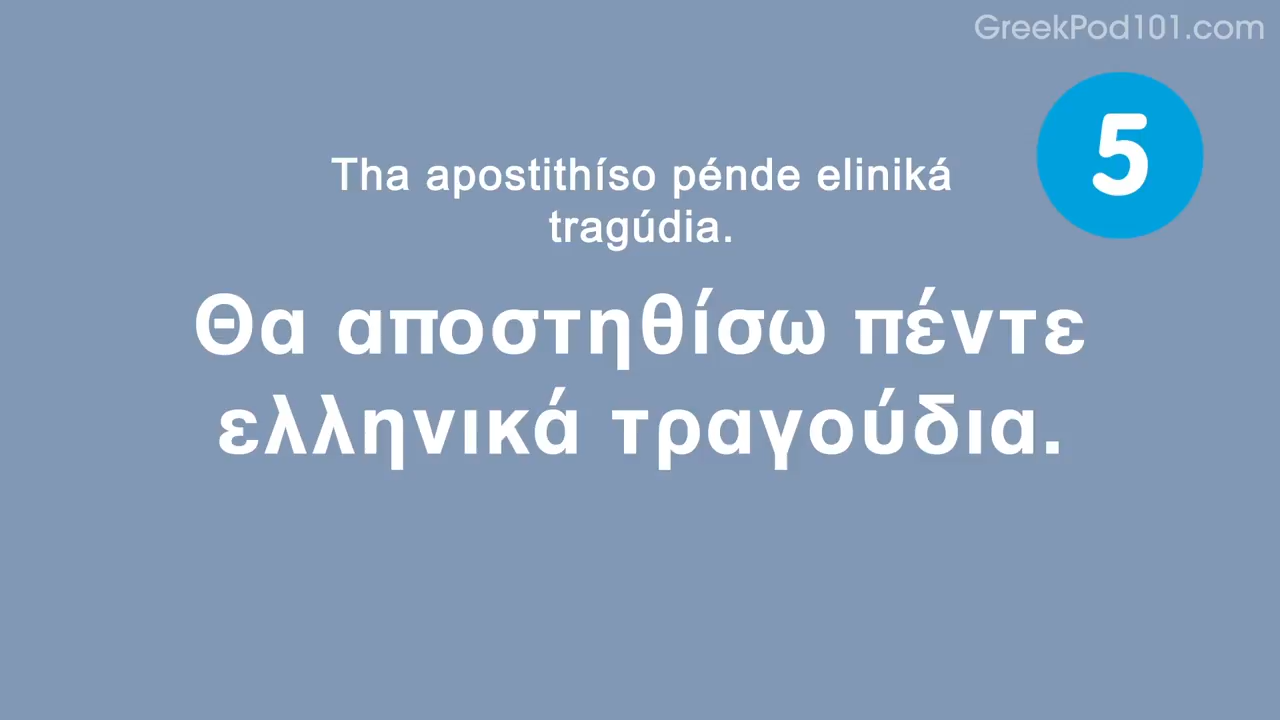 GreekPod101.com
5
Tha apostithíso pénde eliniká
tragúdia.
Θα αποστηθίσω πέντε
ελληνικά τραγούδια.